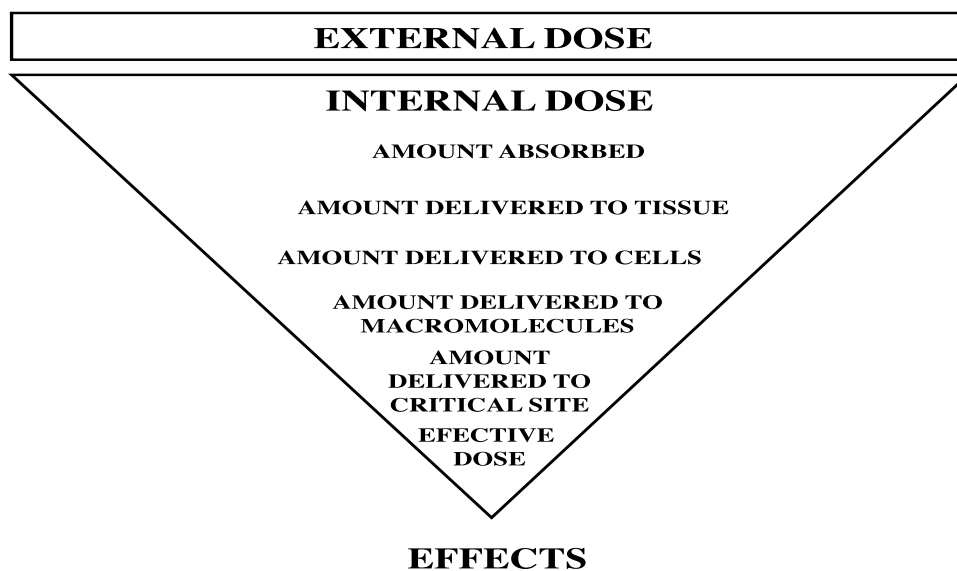 EXTERNAL DOSE
INTERNAL DOSE
AMOUNT ABSORBED
AMOUNT DELIVERED TO TISSUE
AMOUNT DELIVERED TO CELLS
AMOUNT DELIVERED TO
MACROMOLECULES
AMOUNT
DELIVERED TO
CRITICAL SITE
EFECTIVE
DOSE
EFFECTS